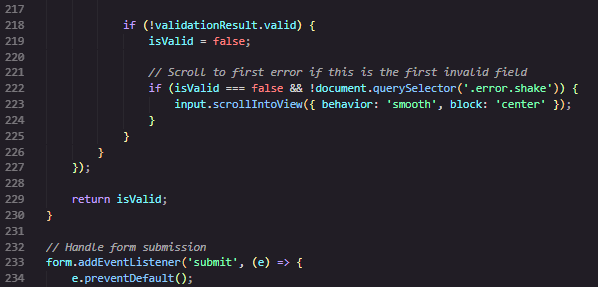 217
218 if (!validationResult.valid) {
219 isValid = false;
220
221 // Scroll to first error if this is the first invalid field
222 if (isValid === false && !document.querySelector('.error.shake')) {
223 input.scrollIntoView({ behavior: 'smooth', block: 'center' });
224 }
225 }
226 }
227 });
228
229 return isValid;
230 }
231
232 // Handle form submission
233 form.addEventListener('submit', (e) => {
234 e.preventDefault();